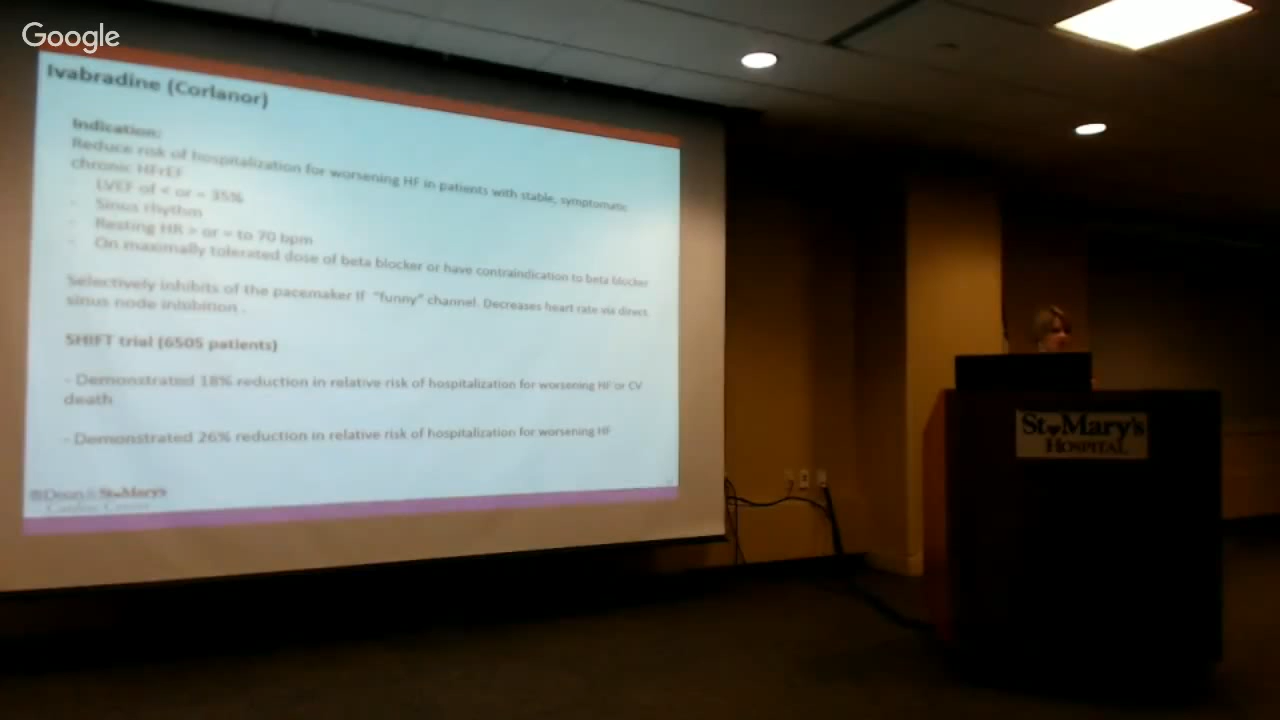 Google
Ivabradine (Corlanor)
Indication:
Reduce risk of hospitalization for worsening HF in patients with stable, symptomatic
chronic HFrEF
- LVEF of < or = 35%
- Sinus rhythm
- Resting HR > or = to 70 bpm
- On maximally tolerated dose of beta blocker or have contraindication to beta blocker
Selectively inhibits of the pacemaker If "funny" channel. Decreases heart rate via direct
sinus node inhibition .
SHIFT trial (6505 patients)
- Demonstrated 18% reduction in relative risk of hospitalization for worsening HF or CV
death
- Demonstrated 26% reduction in relative risk of hospitalization for worsening HF
Dean & St. Mary's
St. Mary's
HOSPITAL